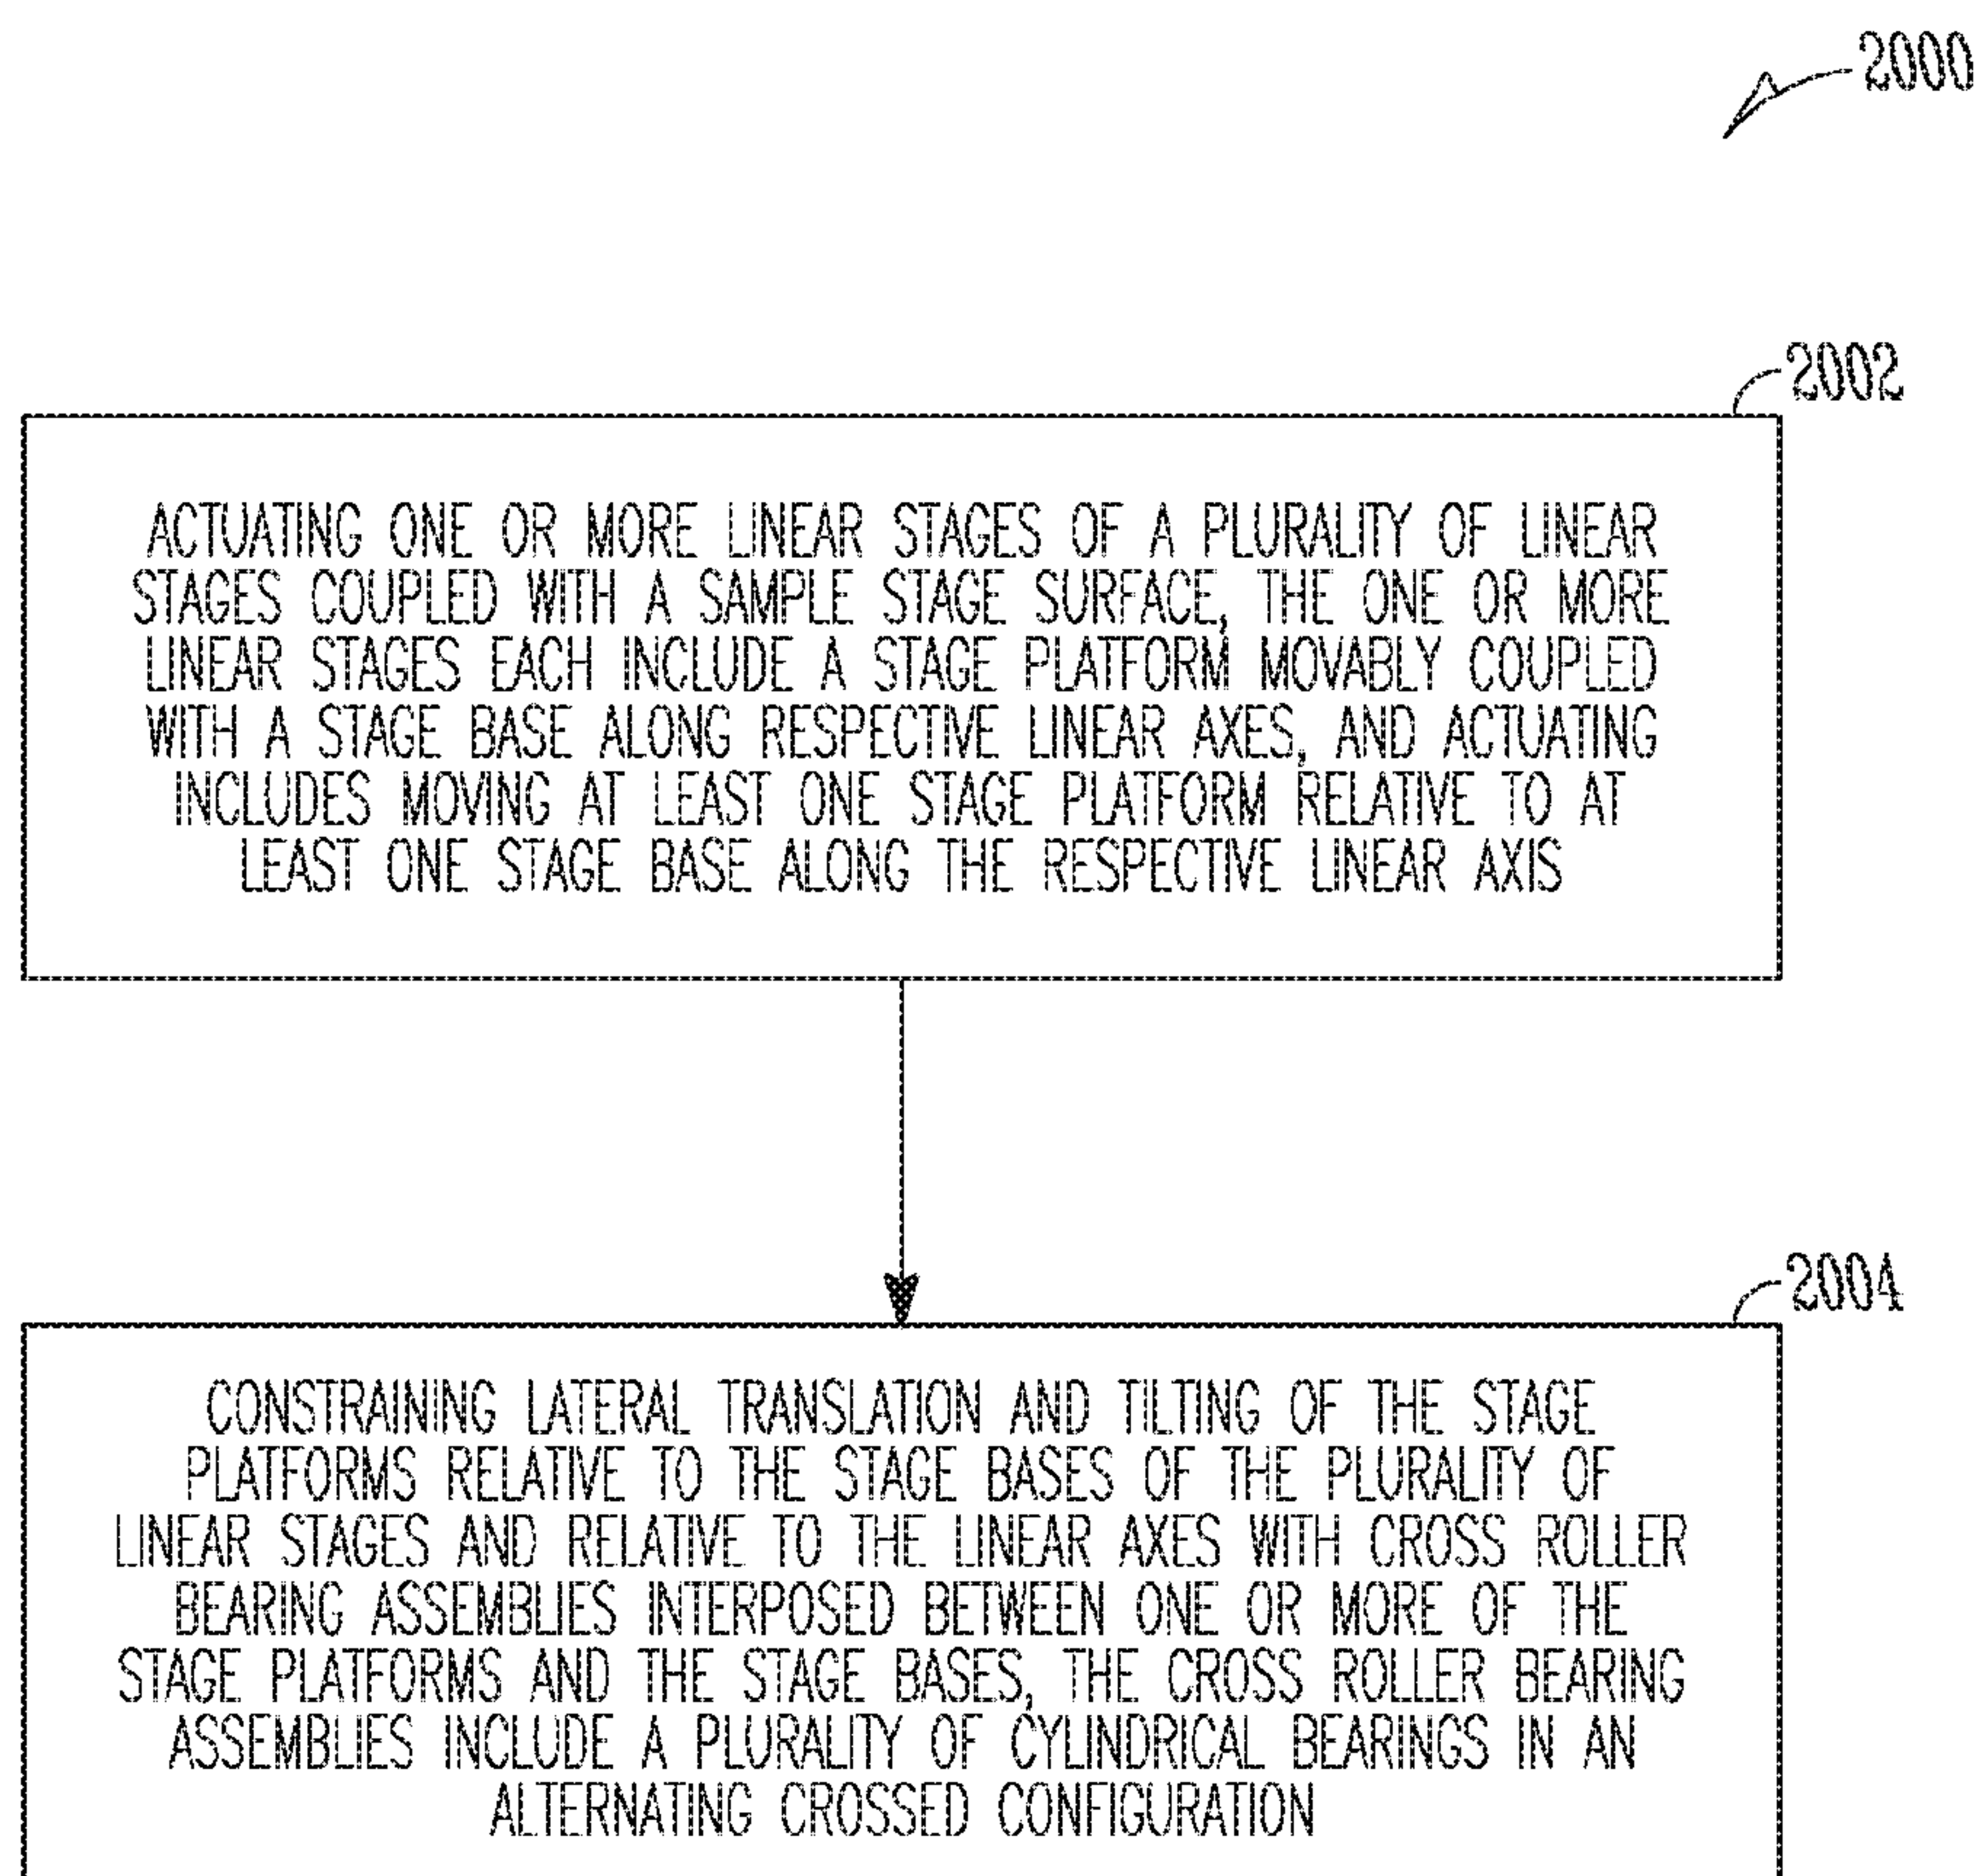 2000
2002
ACTUATING ONE OR MORE LINEAR STAGES OF A PLURALITY OF LINEAR
STAGES COUPLED WITH A SAMPLE STAGE SURFACE, THE ONE OR MORE
LINEAR STAGES EACH INCLUDE A STAGE PLATFORM MOVABLY COUPLED
WITH A STAGE BASE ALONG RESPECTIVE LINEAR AXES, AND ACTUATING
INCLUDES MOVING AT LEAST ONE STAGE PLATFORM RELATIVE TO AT
LEAST ONE STAGE BASE ALONG THE RESPECTIVE LINEAR AXIS
2004
CONSTRAINING LATERAL TRANSLATION AND TILTING OF THE STAGE
PLATFORMS RELATIVE TO THE STAGE BASES OF THE PLURALITY OF
LINEAR STAGES AND RELATIVE TO THE LINEAR AXES WITH CROSS ROLLER
BEARING ASSEMBLIES INTERPOSED BETWEEN ONE OR MORE OF THE
STAGE PLATFORMS AND THE STAGE BASES, THE CROSS ROLLER BEARING
ASSEMBLIES INCLUDE A PLURALITY OF CYLINDRICAL BEARINGS IN AN
ALTERNATING CROSSED CONFIGURATION